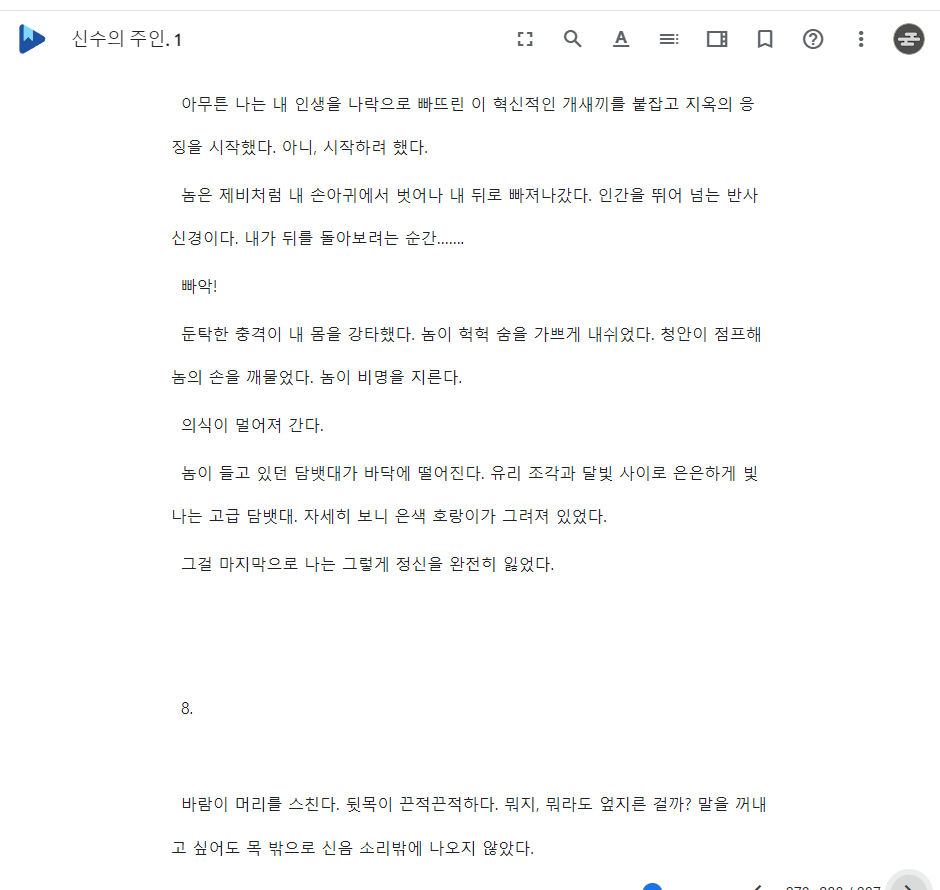 신수의 주인. 1
아무튼 나는 내 인생을 나락으로 빠뜨린 이 혁신적인 개새끼를 붙잡고 지옥의 응
징을 시작했다. 아니, 시작하려 했다.
놈은 제비처럼 내 손아귀에서 벗어나 내 뒤로 빠져나갔다. 인간을 뛰어 넘는 반사
신경이다. 내가 뒤를 돌아보려는 순간…….
빠악!
둔탁한 충격이 내 몸을 강타했다. 놈이 헉헉 숨을 가쁘게 내쉬었다. 청안이 점프해
놈의 손을 깨물었다. 놈이 비명을 지른다.
의식이 멀어져 간다.
놈이 들고 있던 담뱃대가 바닥에 떨어진다. 유리 조각과 달빛 사이로 은은하게 빛
나는 고급 담뱃대. 자세히 보니 은색 호랑이가 그려져 있었다.
그걸 마지막으로 나는 그렇게 정신을 완전히 잃었다.
8.
바람이 머리를 스친다. 뒷목이 끈적끈적하다. 뭐지, 뭐라도 엎지른 걸까? 말을 꺼내
고 싶어도 목 밖으로 신음 소리밖에 나오지 않았다.